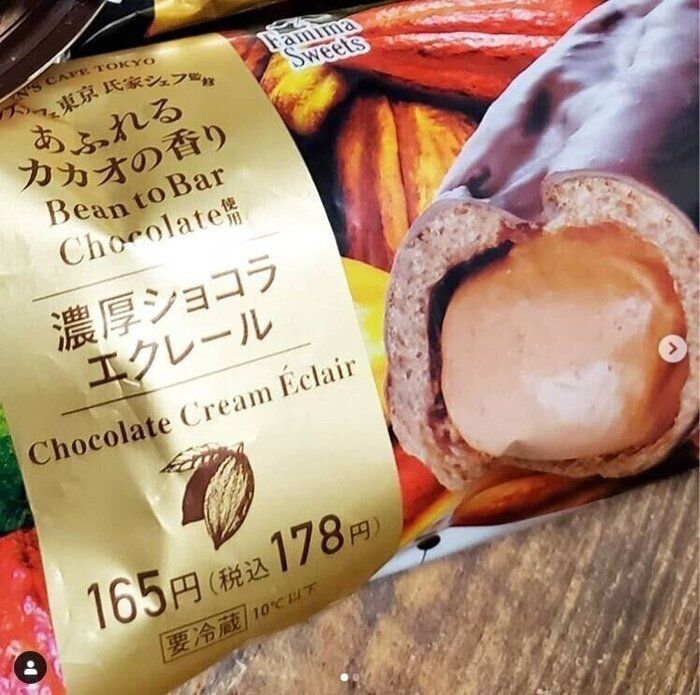 Famima
Sweets
N'S CAFE TOKYO
東京 氏家シェフ監修
あふれる
カカオの香り
Bean to Bar
Chocolate使用
濃厚ショコラ
エクレール
Chocolate Cream Éclair
165円(税込178円)
要冷蔵 10℃以下